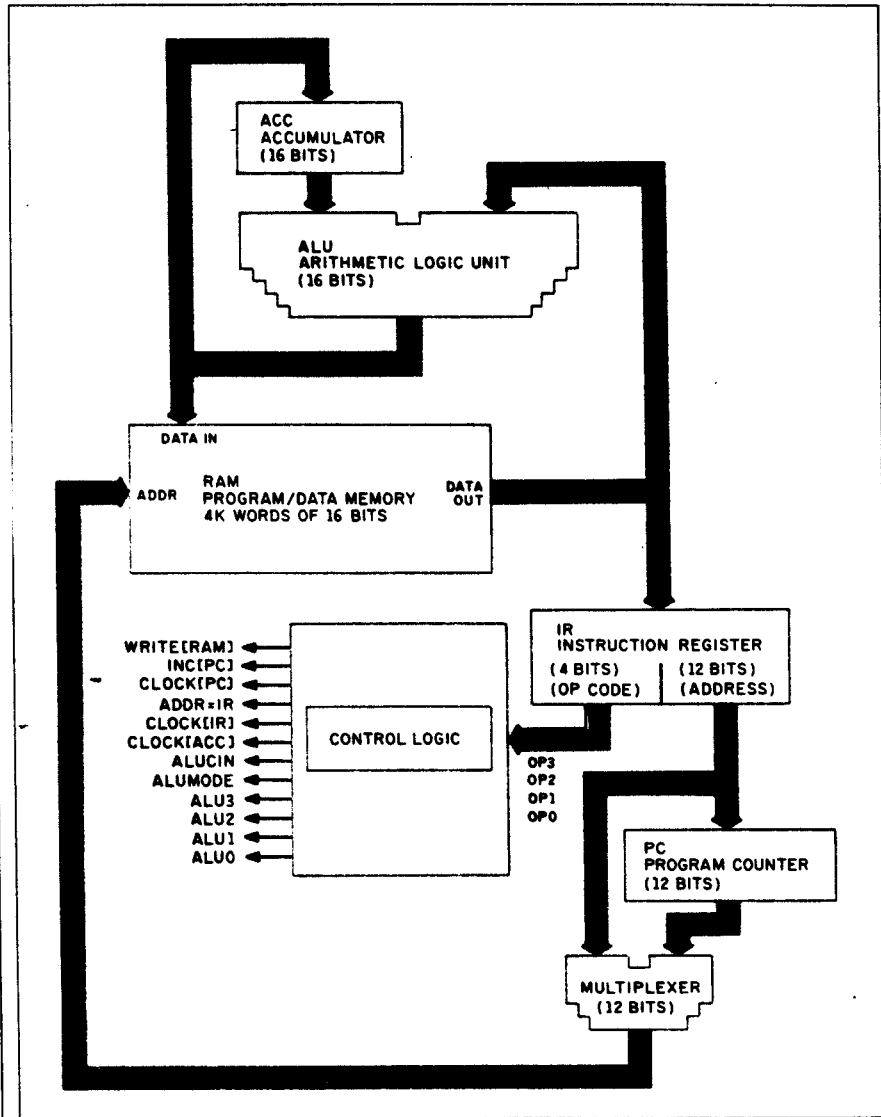 ACC
ACCUMULATOR
(16 BITS)
ALU
ARITHMETIC LOGIC UNIT
(16 BITS)
DATA IN
ADDR
RAM
PROGRAM/DATA MEMORY
4K WORDS OF 16 BITS
DATA
OUT
IR
INSTRUCTION REGISTER
(4 BITS)
(OP CODE)
(12 BITS)
(ADDRESS)
WRITE[RAM]
INC[PC]
CLOCK[PC]
ADDR=IR
CLOCK[IR]
CLOCK[ACC]
ALUCIN
ALUMODE
ALU3
ALU2
ALU1
ALU0
CONTROL LOGIC
OP3
OP2
OP1
OP0
PC
PROGRAM COUNTER
(12 BITS)
MULTIPLEXER
(12 BITS)